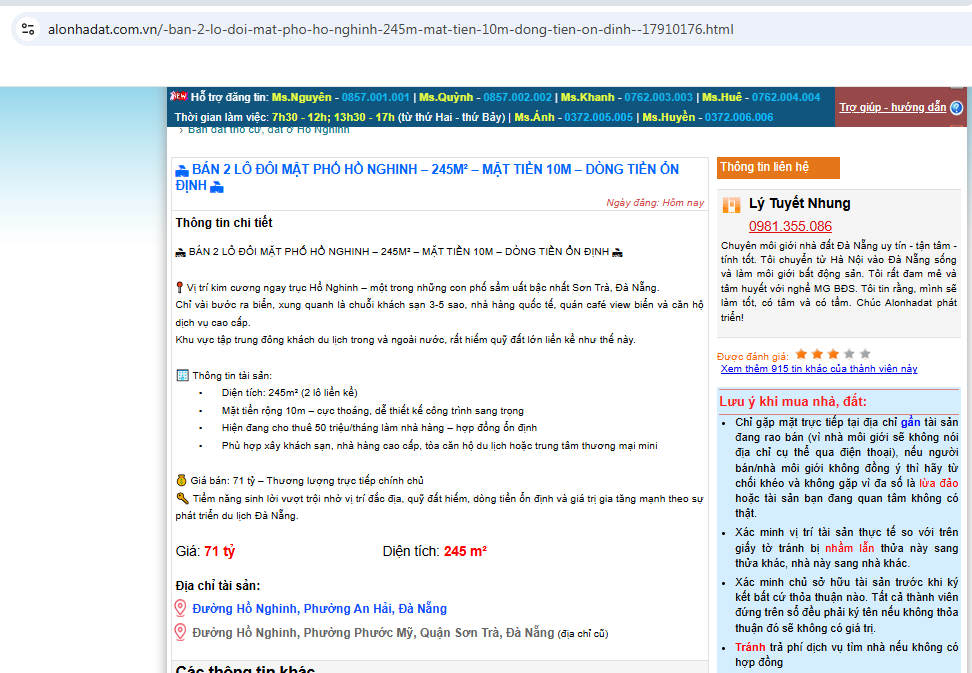 alonhadat.com.vn/-ban-2-lo-doi-mat-pho-ho-nghinh-245m-mat-tien-10m-dong-tien-on-dinh--17910176.html
NEW Hỗ trợ đăng tin: Ms.Nguyên - 0857.001.001 | Ms.Quỳnh - 0857.002.002 | Ms.Khanh - 0762.003.003 | Ms.Huê - 0762.004.004
Thời gian làm việc: 7h30 - 12h; 13h30 - 17h (từ thứ Hai - thứ Bảy) | Ms.Ánh - 0372.005.005 | Ms.Huyền - 0372.006.006
Trợ giúp - hướng dẫn
› Bán đất thổ cư, đất ở Hồ Nghinh
BÁN 2 LÔ ĐÔI MẶT PHỐ HỒ NGHINH – 245M² – MẶT TIỀN 10M – DÒNG TIỀN ỔN
ĐỊNH
Ngày đăng: Hôm nay
Thông tin chi tiết
BÁN 2 LÔ ĐÔI MẶT PHỐ HỒ NGHINH – 245M² – MẶT TIỀN 10M – DÒNG TIỀN ỔN ĐỊNH
Vị trí kim cương ngay trục Hồ Nghinh – một trong những con phố sầm uất bậc nhất Sơn Trà, Đà Nẵng.
Chỉ vài bước ra biển, xung quanh là chuỗi khách sạn 3-5 sao, nhà hàng quốc tế, quán café view biển và căn hộ
dịch vụ cao cấp.
Khu vực tập trung đông khách du lịch trong và ngoài nước, rất hiếm quỹ đất lớn liền kề như thế này.
Thông tin tài sản:
• Diện tích: 245m² (2 lô liền kề)
• Mặt tiền rộng 10m – cực thoáng, dễ thiết kế công trình sang trọng
• Hiện đang cho thuê 50 triệu/tháng làm nhà hàng – hợp đồng ổn định
• Phù hợp xây khách sạn, nhà hàng cao cấp, tòa căn hộ du lịch hoặc trung tâm thương mại mini
Giá bán: 71 tỷ – Thương lượng trực tiếp chính chủ
Tiềm năng sinh lời vượt trội nhờ vị trí đắc địa, quỹ đất hiếm, dòng tiền ổn định và giá trị gia tăng mạnh theo sự
phát triển du lịch Đà Nẵng.
Giá: 71 tỷ Diện tích: 245 m²
Địa chỉ tài sản:
Đường Hồ Nghinh, Phường An Hải, Đà Nẵng
Đường Hồ Nghinh, Phường Phước Mỹ, Quận Sơn Trà, Đà Nẵng (địa chỉ cũ)
Các thông tin khác
Thông tin liên hệ
Lý Tuyết Nhung
0981.355.086
Chuyên môi giới nhà đất Đà Nẵng uy tín - tận tâm -
tính tốt. Tôi chuyển từ Hà Nội vào Đà Nẵng sống
và làm môi giới bất động sản. Tôi rất đam mê và
tâm huyết với nghề MG BĐS. Tôi tin rằng, mình sẽ
làm tốt, có tâm và có tầm. Chúc Alonhadat phát
triển!
Được đánh giá:
Xem thêm 915 tin khác của thành viên này
Lưu ý khi mua nhà, đất:
• Chỉ gặp mặt trực tiếp tại địa chỉ gần tài sản
đang rao bán (vì nhà môi giới sẽ không nói
địa chỉ cụ thể qua điện thoại), nếu người
bán/nhà môi giới không đồng ý thì hãy từ
chối khéo và không gặp vì đa số là lừa đảo
hoặc tài sản bạn đang quan tâm không có
thật.
• Xác minh vị trí tài sản thực tế so với trên
giấy tờ tránh bị nhầm lẫn thửa này sang
thửa khác, nhà này sang nhà khác.
• Xác minh chủ sở hữu tài sản trước khi ký
kết bất cứ thỏa thuận nào. Tất cả thành viên
đứng trên sổ đều phải ký tên nếu không thỏa
thuận đó sẽ không có giá trị.
• Tránh trả phí dịch vụ tìm nhà nếu không có
hợp đồng